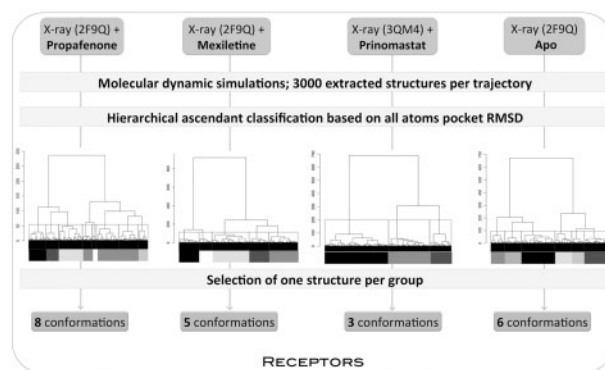 X-ray (2F9Q) +
Propafenone
X-ray (2F9Q) +
Mexiletine
X-ray (3QM4) +
Prinomastat
X-ray (2F9Q)
Apo
Molecular dynamic simulations; 3000 extracted structures per trajectory
Hierarchical ascendant classification based on all atoms pocket RMSD
Selection of one structure per group
8 conformations
5 conformations
3 conformations
6 conformations
RECEPTORS